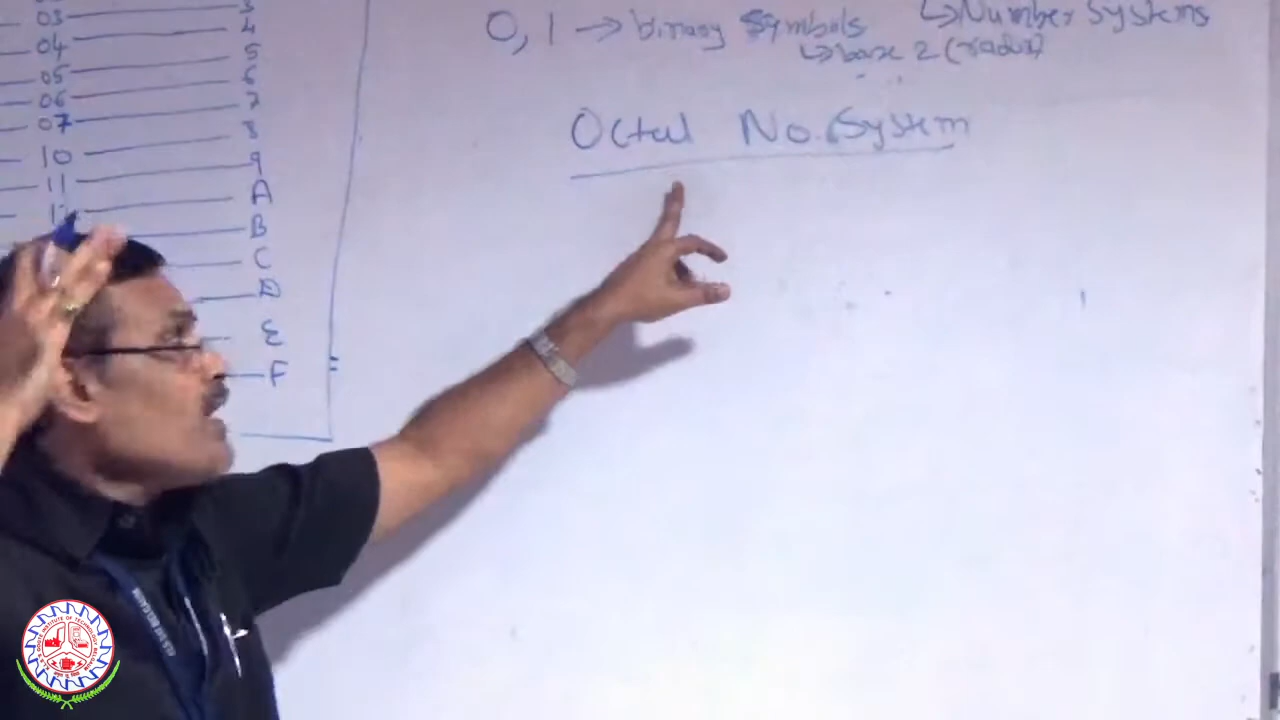 03 3
04 4
05 5
06 6
07 7
10 8
11 9
A
B
C
D
E
F
0, 1 → binary symbols
↳ base 2 (radix)
↳ Number Systems
Octal No. System